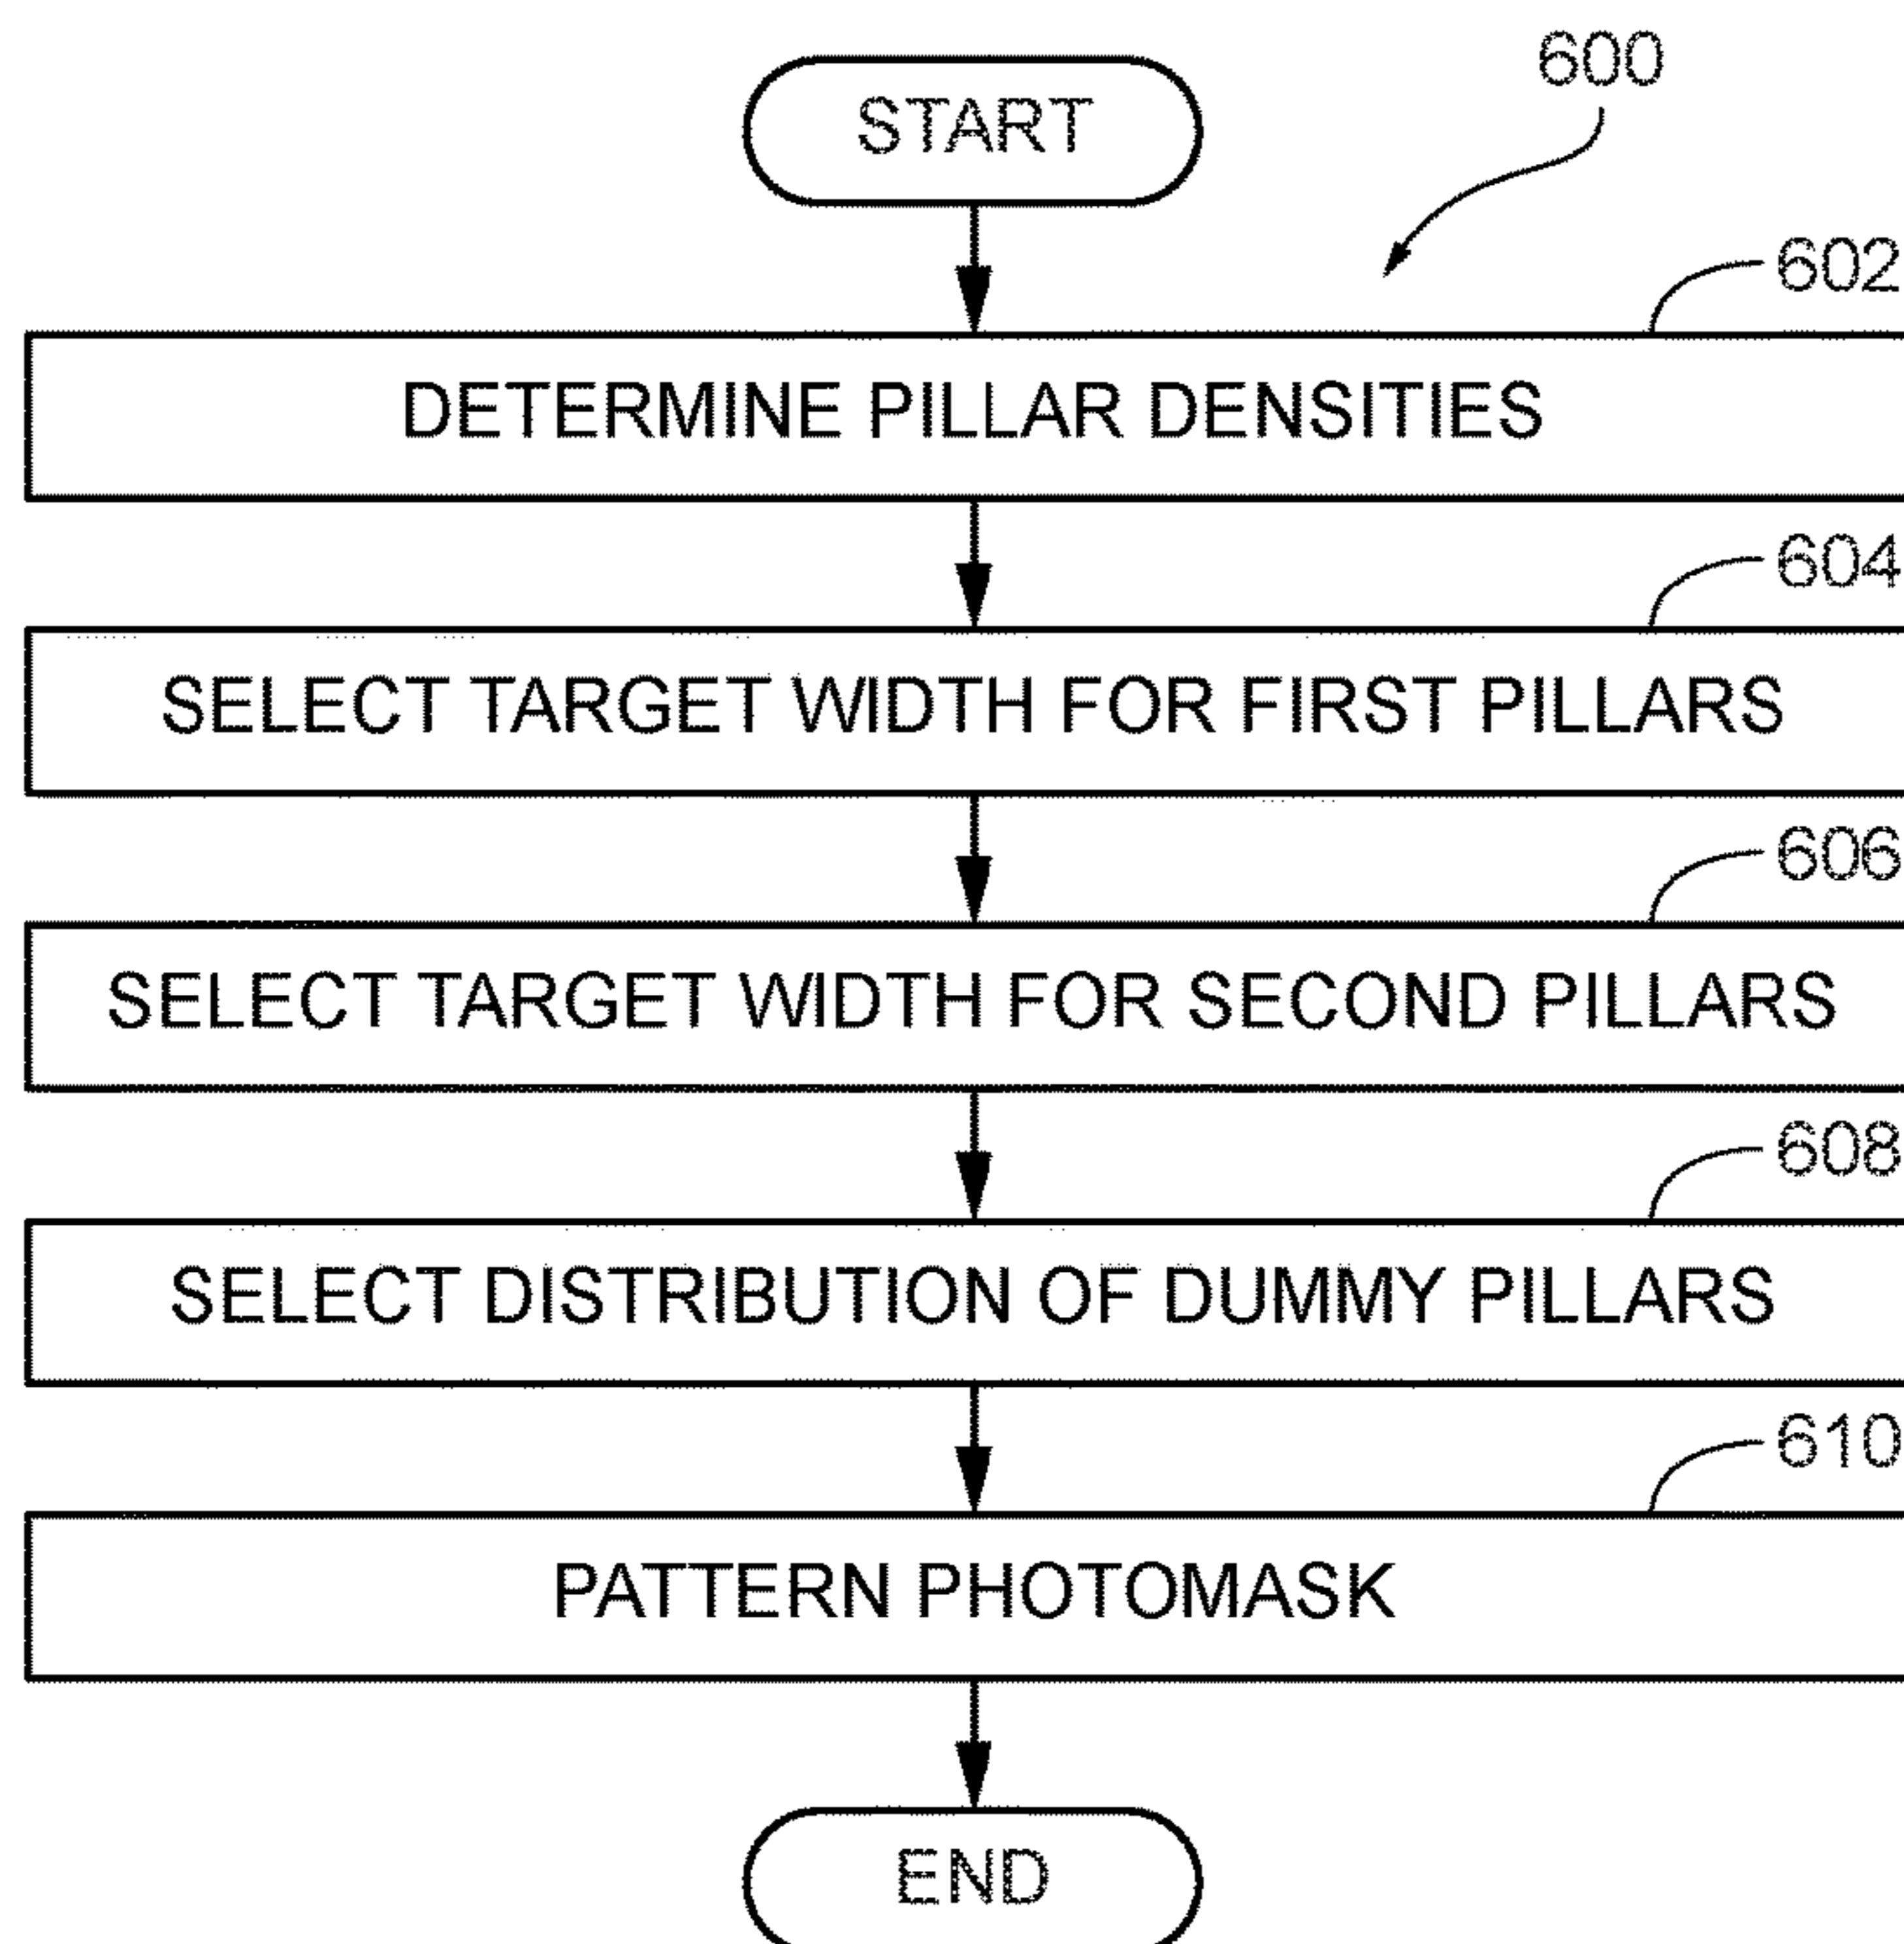 START
600
602
DETERMINE PILLAR DENSITIES
604
SELECT TARGET WIDTH FOR FIRST PILLARS
606
SELECT TARGET WIDTH FOR SECOND PILLARS
608
SELECT DISTRIBUTION OF DUMMY PILLARS
610
PATTERN PHOTOMASK
END